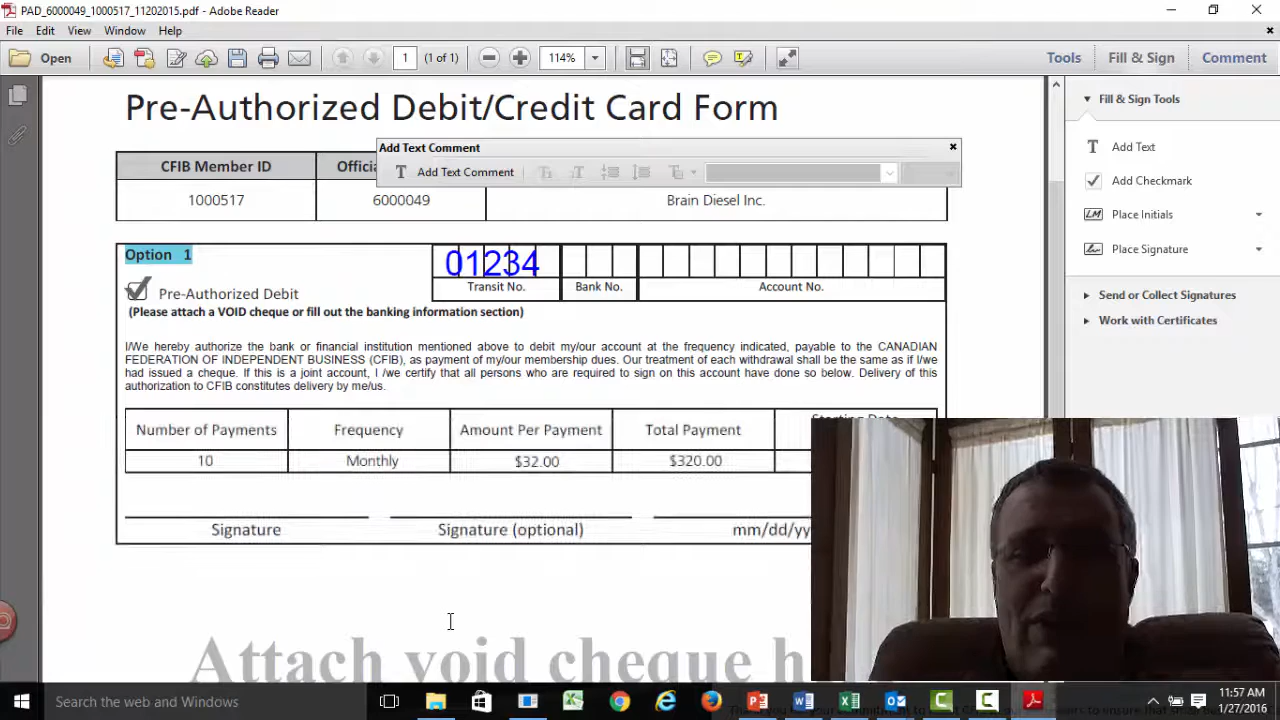 PAD_6000049_1000517_11202015.pdf - Adobe Reader
File Edit View Window Help
Open 1 (1 of 1) 114% Tools Fill & Sign Comment
Pre-Authorized Debit/Credit Card Form
Add Text Comment
T Add Text Comment
CFIB Member ID
1000517 6000049 Brain Diesel Inc.
Option 1
01234
Transit No. Bank No. Account No.
Pre-Authorized Debit
(Please attach a VOID cheque or fill out the banking information section)
I/We hereby authorize the bank or financial institution mentioned above to debit my/our account at the frequency indicated, payable to the CANADIAN
FEDERATION OF INDEPENDENT BUSINESS (CFIB), as payment of my/our membership dues. Our treatment of each withdrawal shall be the same as if I/we
had issued a cheque. If this is a joint account, I /we certify that all persons who are required to sign on this account have done so below. Delivery of this
authorization to CFIB constitutes delivery by me/us.
Number of Payments Frequency Amount Per Payment Total Payment
10 Monthly $32.00 $320.00
Signature Signature (optional) mm/dd/yy
Attach void cheque h
Fill & Sign Tools
T Add Text
Add Checkmark
LM Place Initials
Place Signature
Send or Collect Signatures
Work with Certificates
Search the web and Windows
11:57 AM
1/27/2016